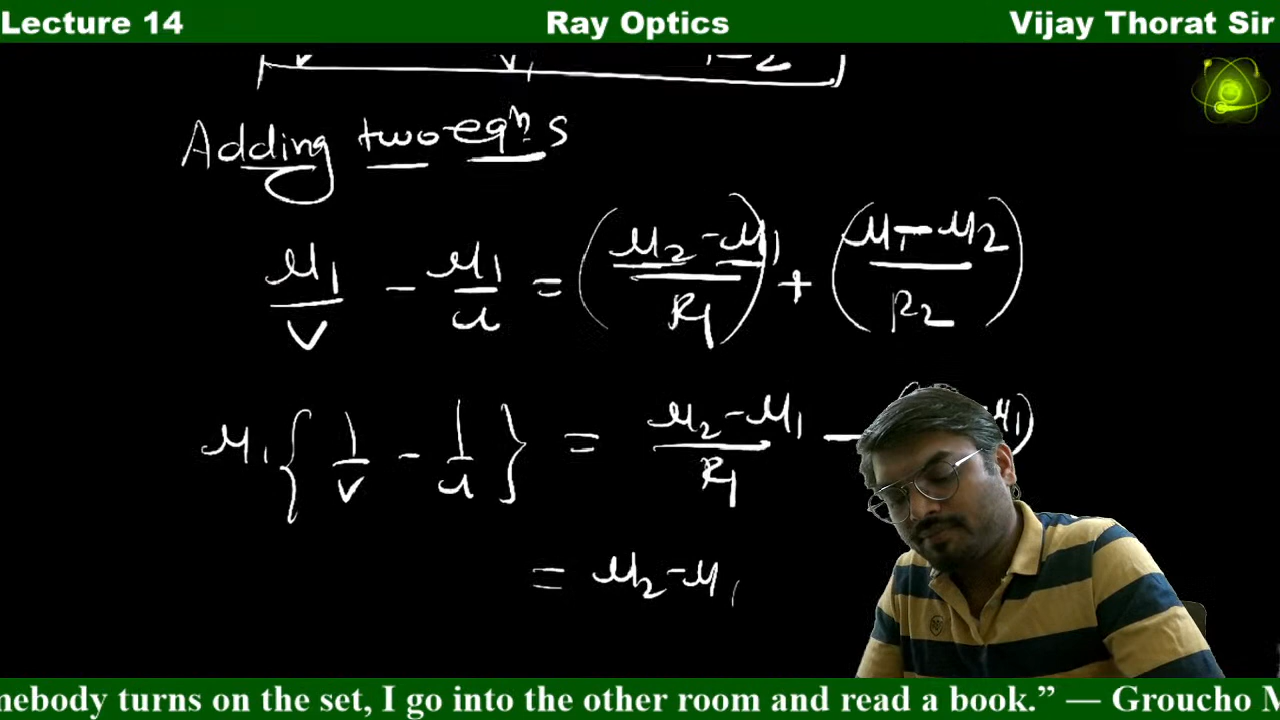 Lecture 14 Ray Optics Vijay Thorat Sir
Adding two eqⁿs
μ₁/v - μ₁/u = ((μ₂ - μ₁)/R₁) + ((μ₁ - μ₂)/R₂)
μ₁ { 1/v - 1/u } = (μ₂ - μ₁)/R₁ -
= μ₂ - μ₁
mebody turns on the set, I go into the other room and read a book.” — Groucho M